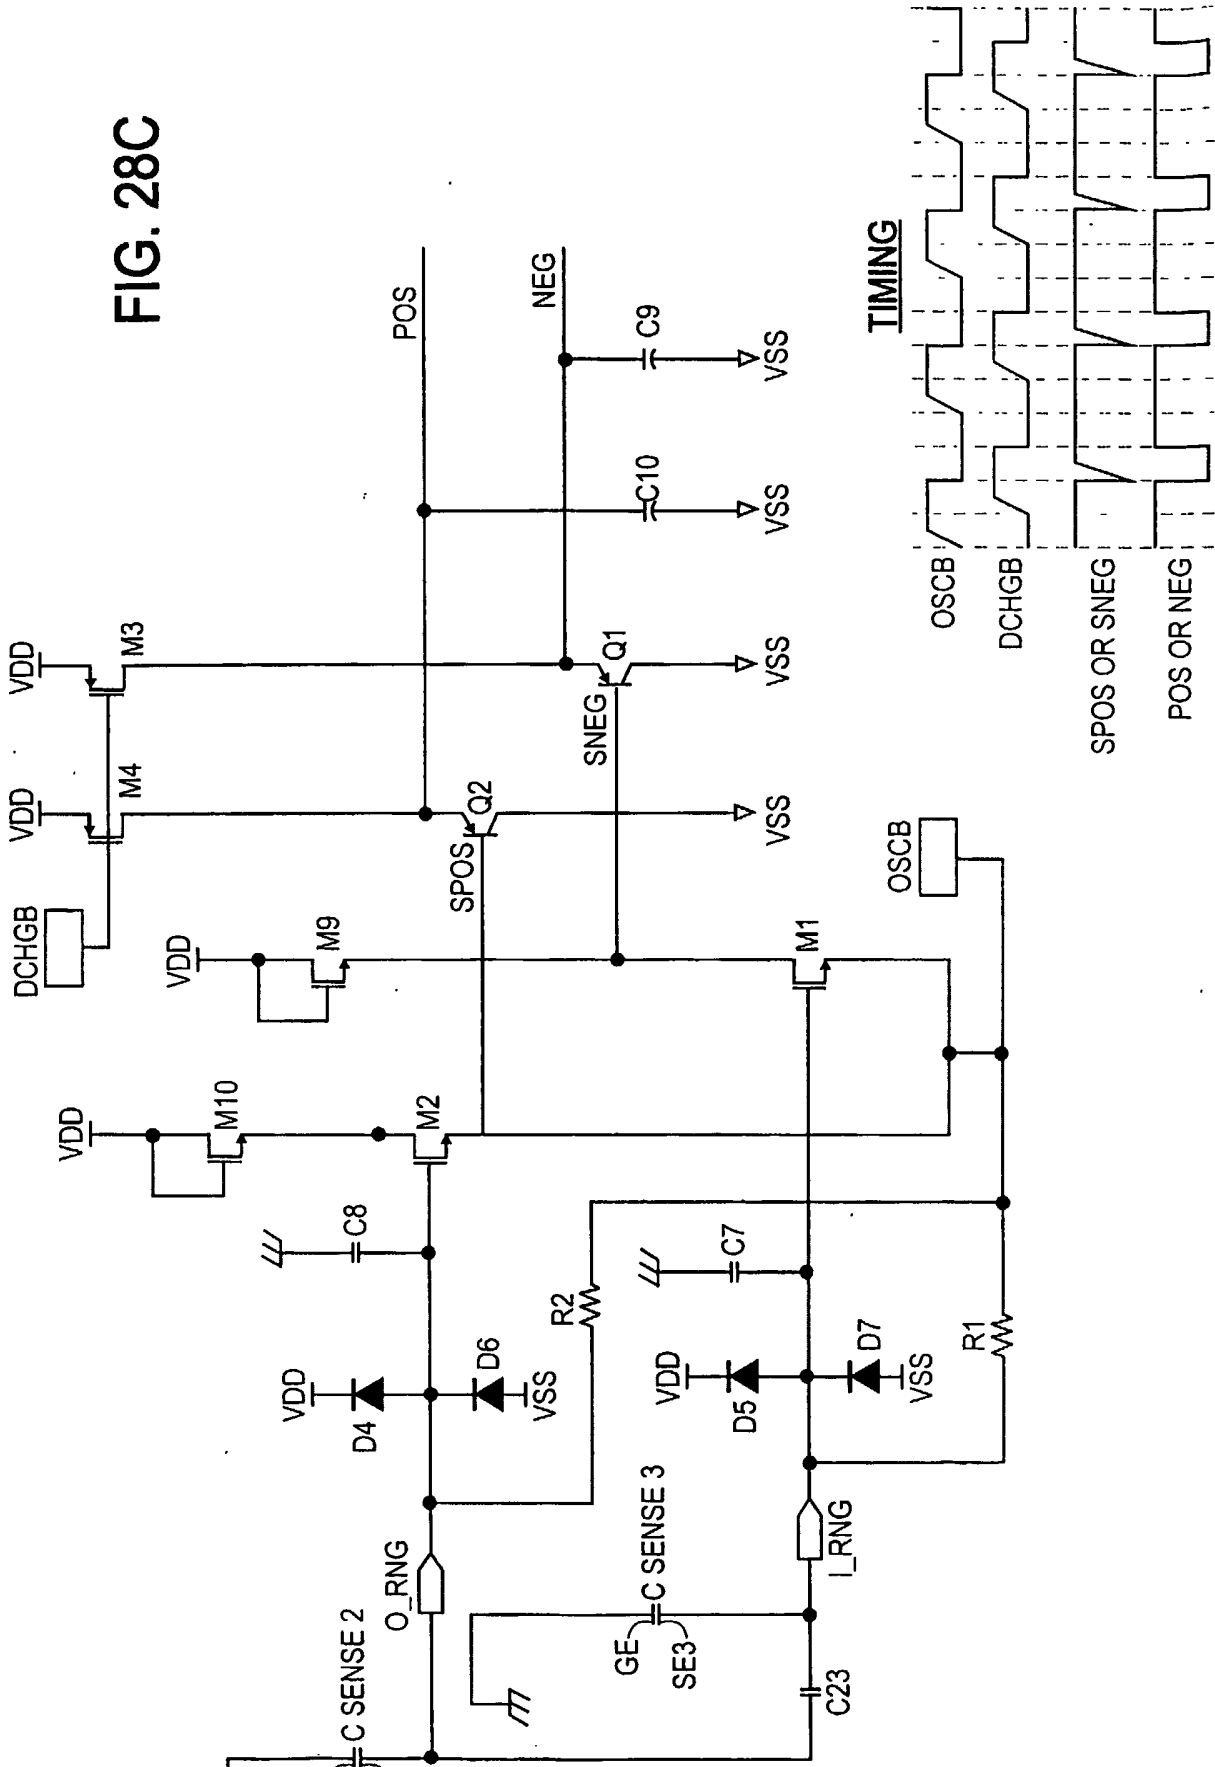 FIG. 28C
VDD
VDD
DCHGB
M4
M3
VDD
VDD
POS
NEG
M10
M9
SPOS
Q2
SNEG
Q1
C10
C9
VSS
VSS
VSS
VSS
C8
M2
M1
OSCB
VDD
D4
D6
VSS
R2
C7
VDD
D5
D7
VSS
R1
O_RNG
I_RNG
C SENSE 2
C SENSE 3
GE
SE3
C23
TIMING
OSCB
DCHGB
SPOS OR SNEG
POS OR NEG